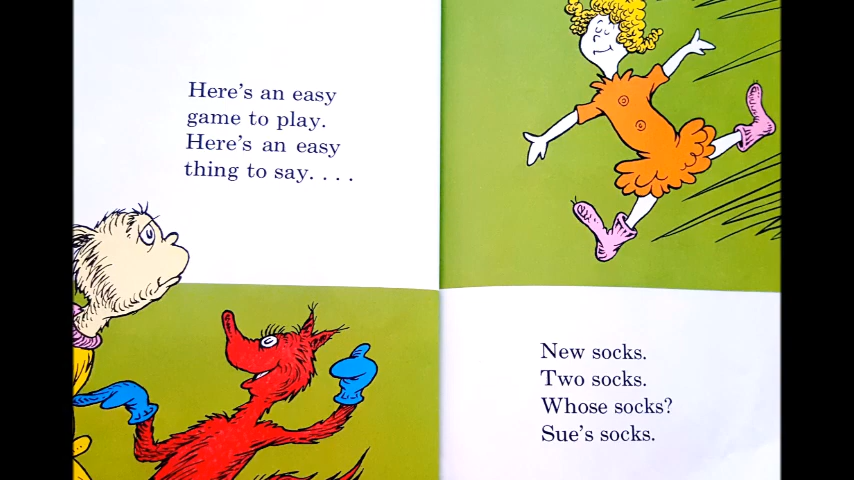 Here's an easy
game to play.
Here's an easy
thing to say. . . .
New socks.
Two socks.
Whose socks?
Sue's socks.